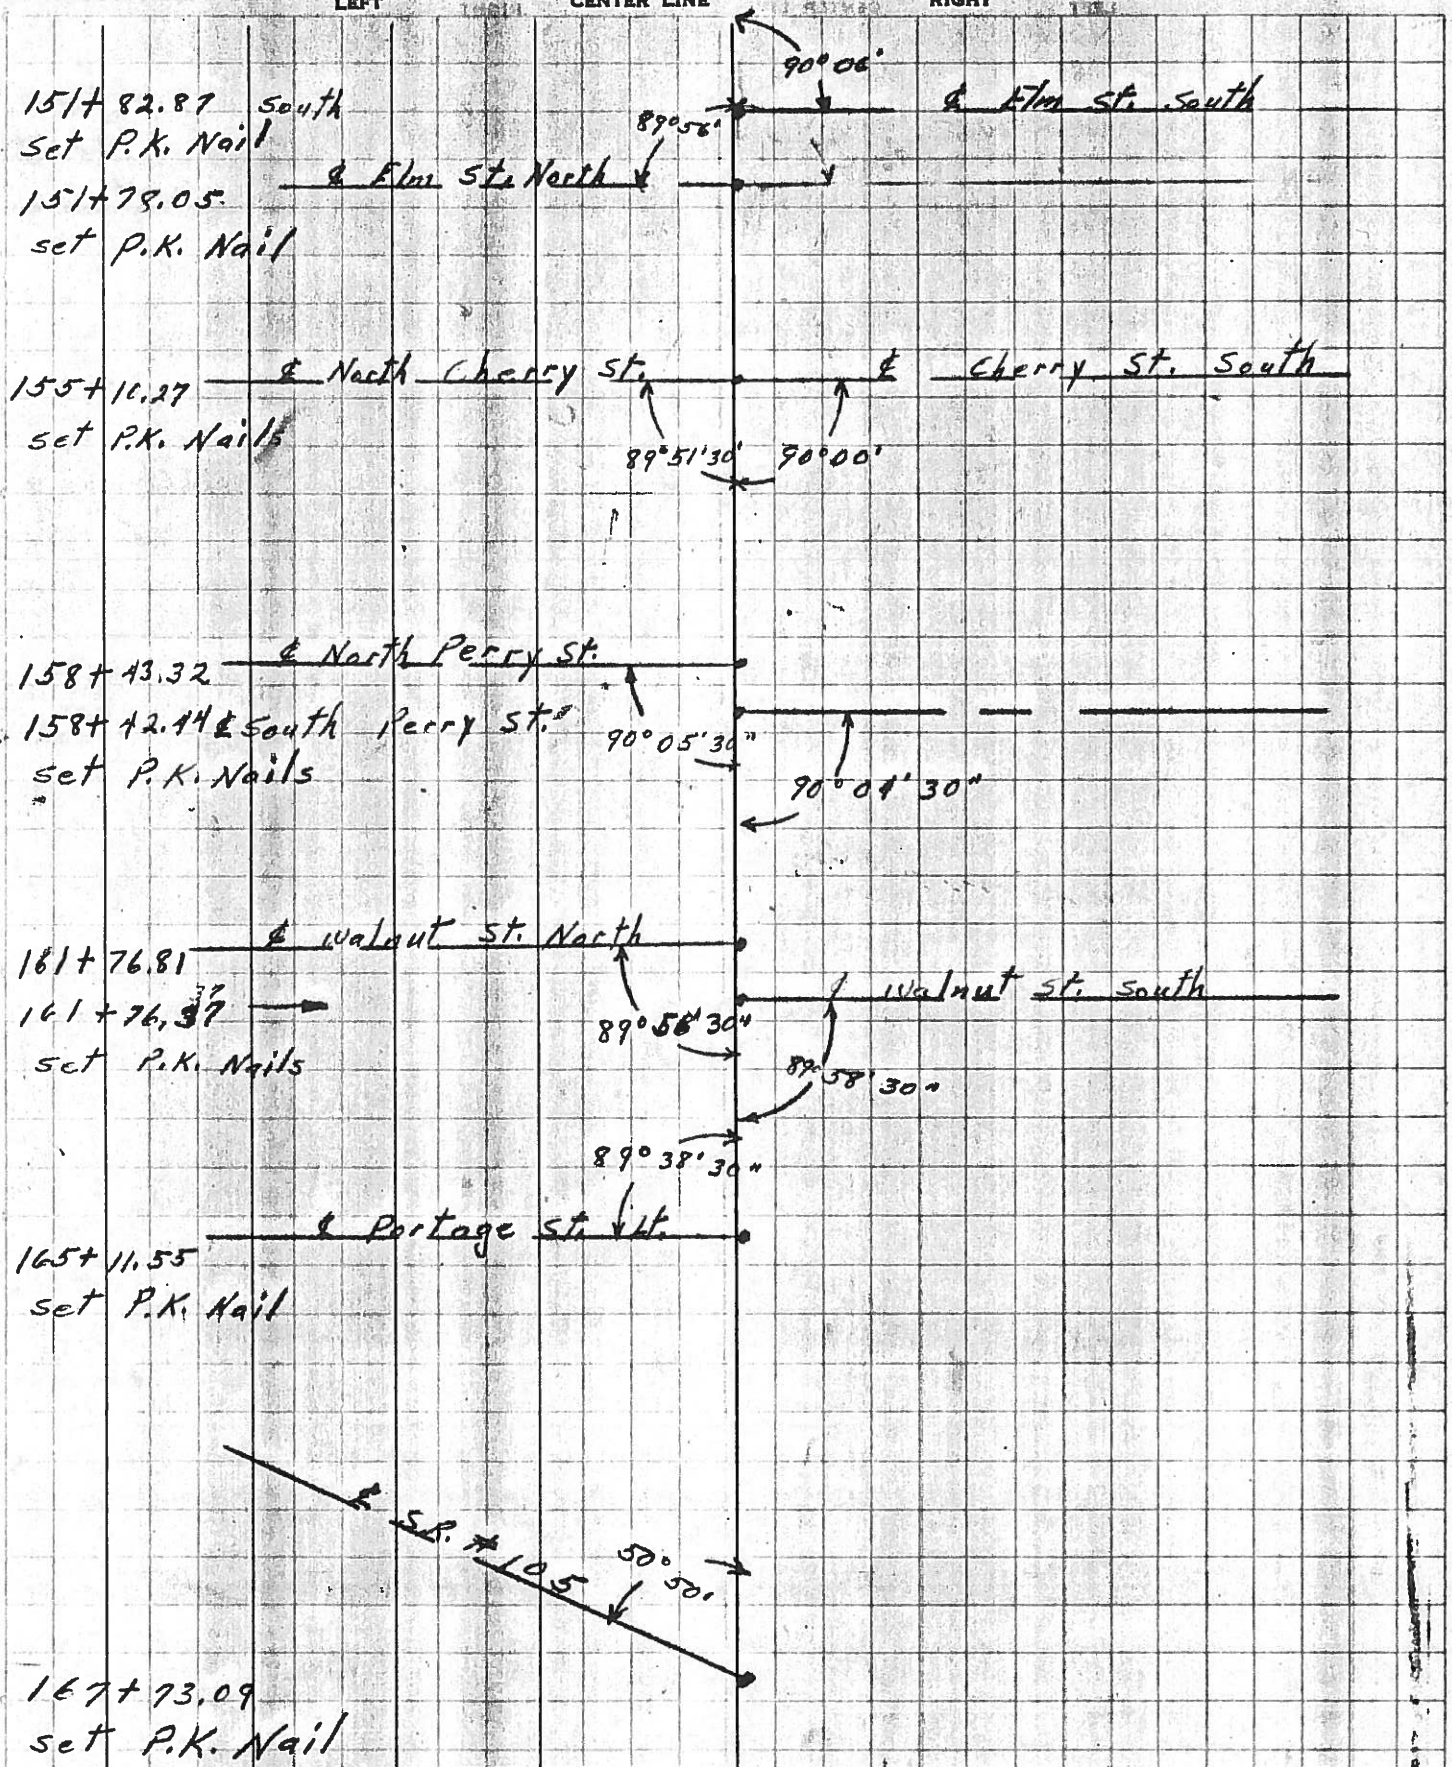 LEFT CENTER LINE RIGHT
90° 06'
151+ 82.87 South
℄ Elm St. South
set P.K. Nail
89°56'
℄ Elm St. North
151+78.05
set P.K. Nail
℄ North Cherry St.
℄ Cherry St. South
155+11.27
set P.K. Nails
89°51'30"
90°00'
℄ North Perry St.
158+ 43.32
158+ 42.44 ℄ South Perry St.
90° 05' 30"
set P.K. Nails
90° 04' 30"
℄ Walnut St. North
161+ 76.81
℄ Walnut St. South
37
161+76.37
89° 56' 30"
set P.K. Nails
89° 58' 30"
89° 38' 30"
℄ Portage St. Lt.
165+ 11.55
set P.K. Nail
℄ S.R. # 105
50° 50'
167+ 73.09
set P.K. Nail